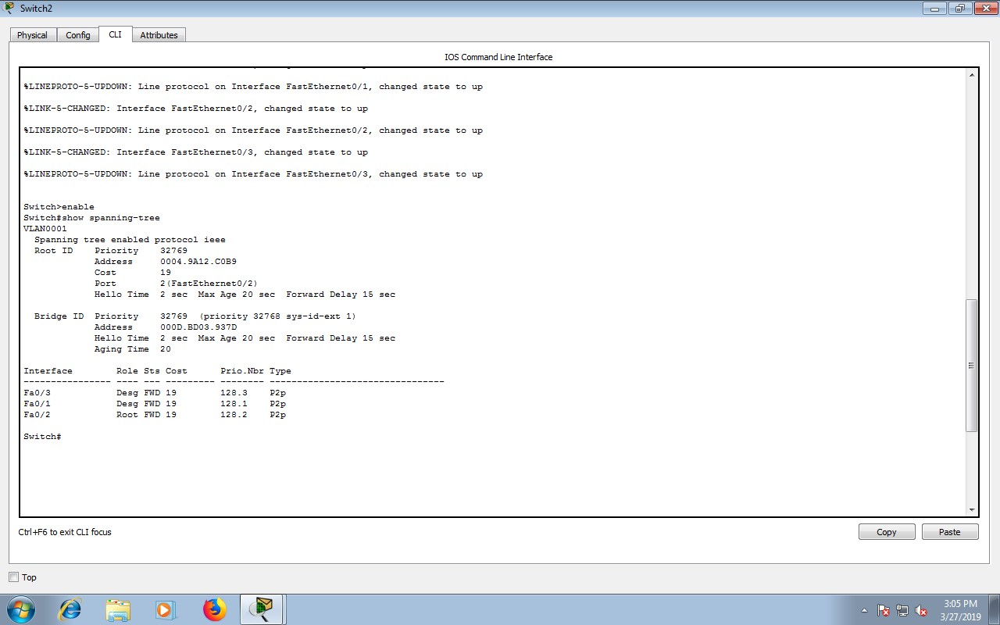 Switch2
Physical Config CLI Attributes
IOS Command Line Interface
%LINEPROTO-5-UPDOWN: Line protocol on Interface FastEthernet0/1, changed state to up
%LINK-5-CHANGED: Interface FastEthernet0/2, changed state to up
%LINEPROTO-5-UPDOWN: Line protocol on Interface FastEthernet0/2, changed state to up
%LINK-5-CHANGED: Interface FastEthernet0/3, changed state to up
%LINEPROTO-5-UPDOWN: Line protocol on Interface FastEthernet0/3, changed state to up
Switch>enable
Switch#show spanning-tree
VLAN0001
  Spanning tree enabled protocol ieee
  Root ID    Priority    32769
             Address     0004.9A12.C0B9
             Cost        19
             Port        2(FastEthernet0/2)
             Hello Time  2 sec  Max Age 20 sec  Forward Delay 15 sec
  Bridge ID  Priority    32769  (priority 32768 sys-id-ext 1)
             Address     000D.BD03.937D
             Hello Time  2 sec  Max Age 20 sec  Forward Delay 15 sec
             Aging Time  20
Interface        Role Sts Cost      Prio.Nbr Type
---------------- ---- --- --------- -------- --------------------------------
Fa0/3            Desg FWD 19        128.3    P2p
Fa0/1            Desg FWD 19        128.1    P2p
Fa0/2            Root FWD 19        128.2    P2p
Switch#
Ctrl+F6 to exit CLI focus
Copy Paste
Top
3:05 PM
3/27/2019